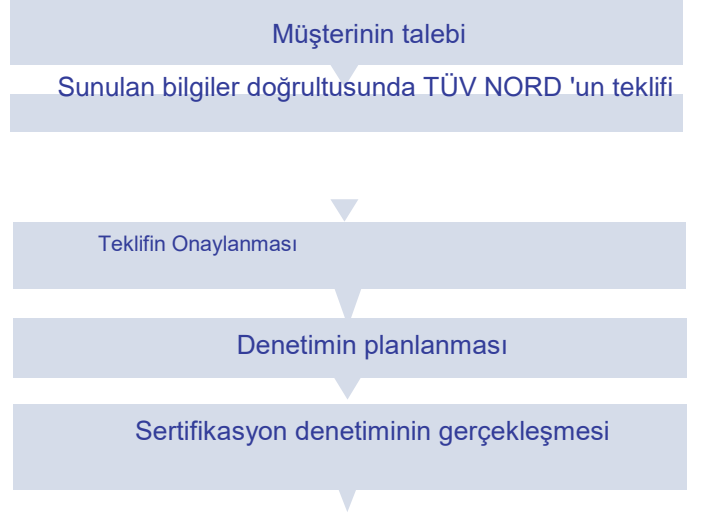 Müşterinin talebi
Sunulan bilgiler doğrultusunda TÜV NORD 'un teklifi
Teklifin Onaylanması
Denetimin planlanması
Sertifikasyon denetiminin gerçekleşmesi